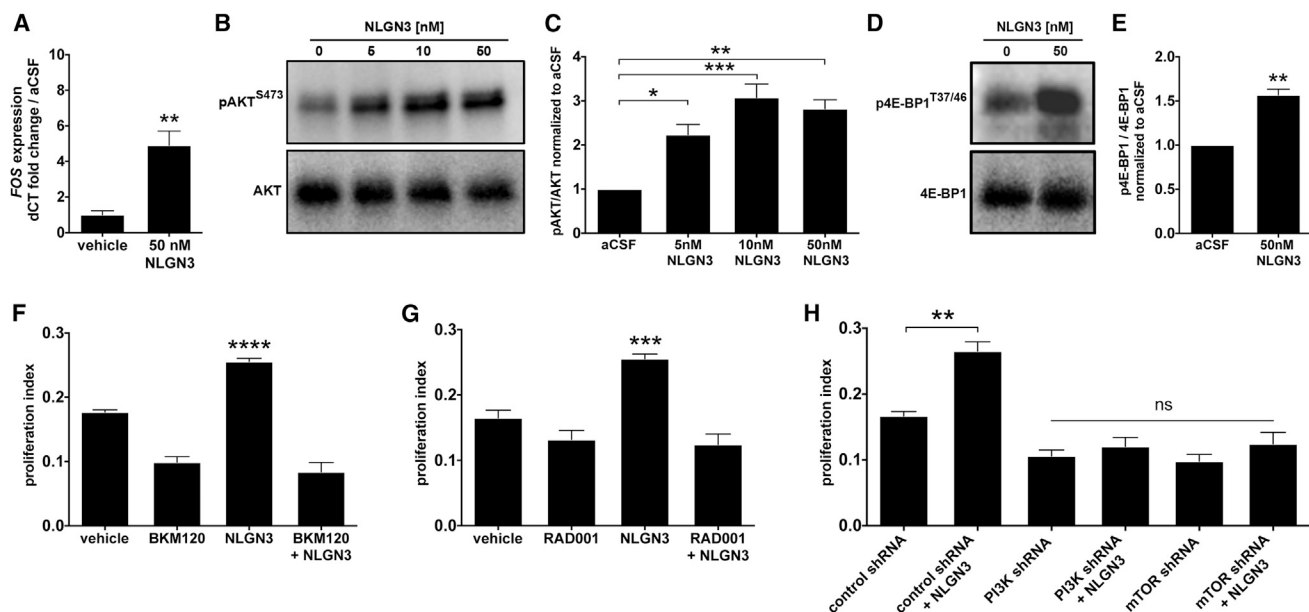 A
FOS expression
dCT fold change / aCSF
10
8
6
4
2
0
**
vehicle
50 nM
NLGN3
B
NLGN3 [nM]
0 5 10 50
pAKTS473
AKT
C
pAKT/AKT normalized to aCSF
4
3
2
1
0
**
***
*
aCSF
5nM
NLGN3
10nM
NLGN3
50nM
NLGN3
D
NLGN3 [nM]
0 50
p4E-BP1T37/46
4E-BP1
E
p4E-BP1 / 4E-BP1
normalized to aCSF
2.0
1.5
1.0
0.5
0.0
**
aCSF
50nM
NLGN3
F
proliferation index
0.3
0.2
0.1
0.0
****
vehicle
BKM120
NLGN3
BKM120
+ NLGN3
G
proliferation index
0.3
0.2
0.1
0.0
***
vehicle
RAD001
NLGN3
RAD001
+ NLGN3
H
proliferation index
0.3
0.2
0.1
0.0
**
ns
control shRNA
control shRNA
+ NLGN3
PI3K shRNA
PI3K shRNA
+ NLGN3
mTOR shRNA
mTOR shRNA
+ NLGN3